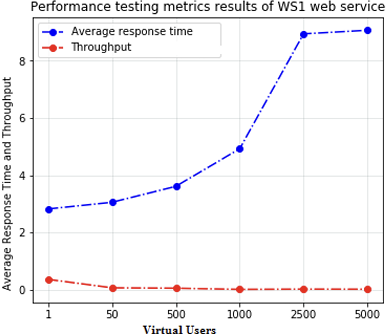 Performance testing metrics results of WS1 web service
Average response time
Throughput
Average Response Time and Throughput
8
6
4
2
0
1 50 500 1000 2500 5000
Virtual Users